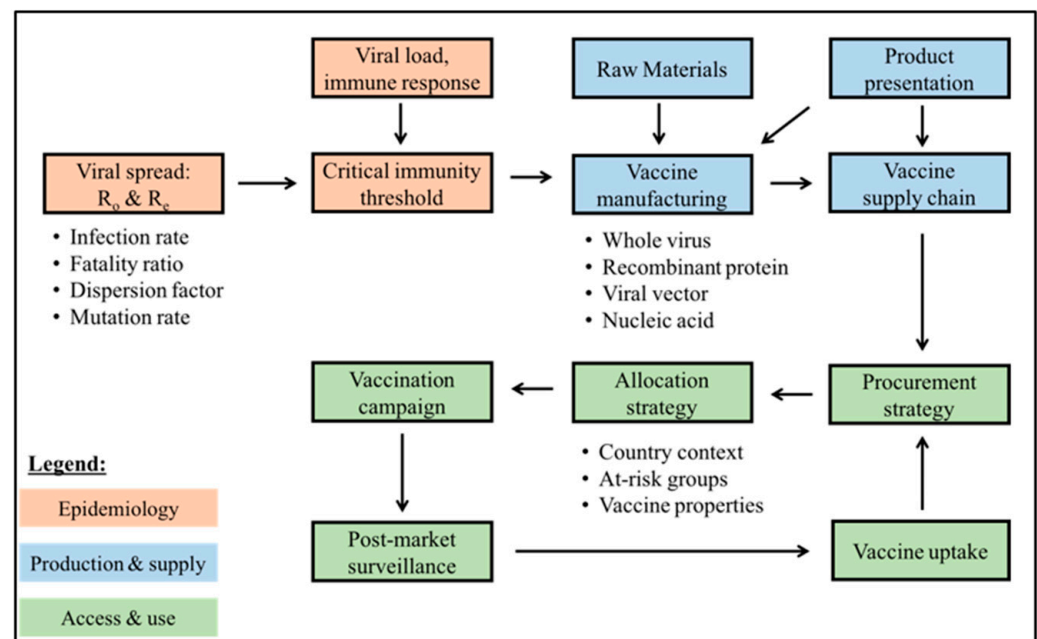 Viral load,
immune response
Raw Materials
Product
presentation
Viral spread:
Ro & Re
Critical immunity
threshold
Vaccine
manufacturing
Vaccine
supply chain
• Infection rate
• Fatality ratio
• Dispersion factor
• Mutation rate
• Whole virus
• Recombinant protein
• Viral vector
• Nucleic acid
Vaccination
campaign
Allocation
strategy
Procurement
strategy
• Country context
• At-risk groups
• Vaccine properties
Legend:
Epidemiology
Production & supply
Access & use
Post-market
surveillance
Vaccine uptake